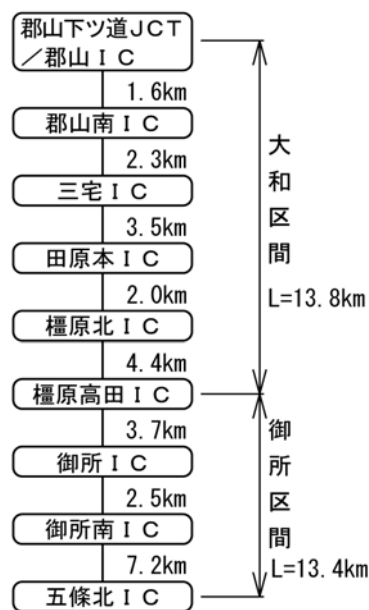 郡山下ツ道JCT
／郡山ＩＣ
1.6km
郡山南ＩＣ
2.3km
三宅ＩＣ
3.5km
田原本ＩＣ
2.0km
橿原北ＩＣ
4.4km
橿原高田ＩＣ
3.7km
御所ＩＣ
2.5km
御所南ＩＣ
7.2km
五條北ＩＣ
大和区間
L=13.8km
御所区間
L=13.4km